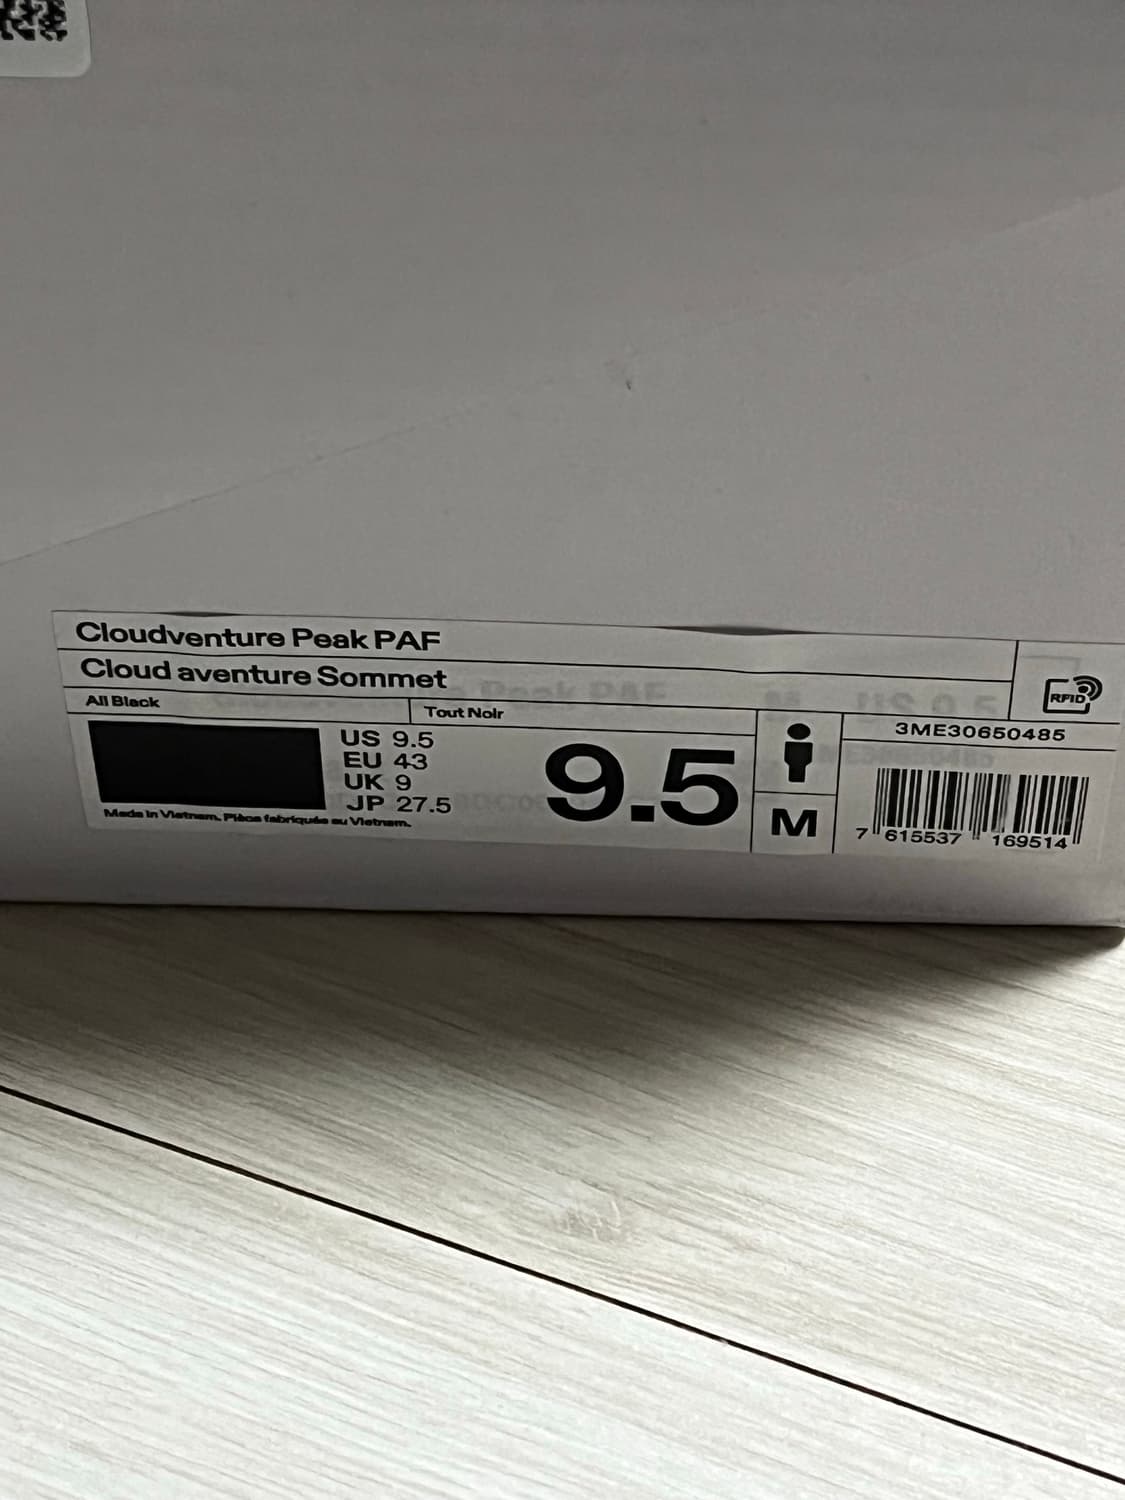 Cloudventure Peak PAF
Cloud aventure Sommet
All Black
Tout Noir
US 9.5
EU 43
UK 9
JP 27.5
Made in Vietnam. Pièce fabriquée au Vietnam.
9.5
M
RFID
3ME30650485
7 615537 169514